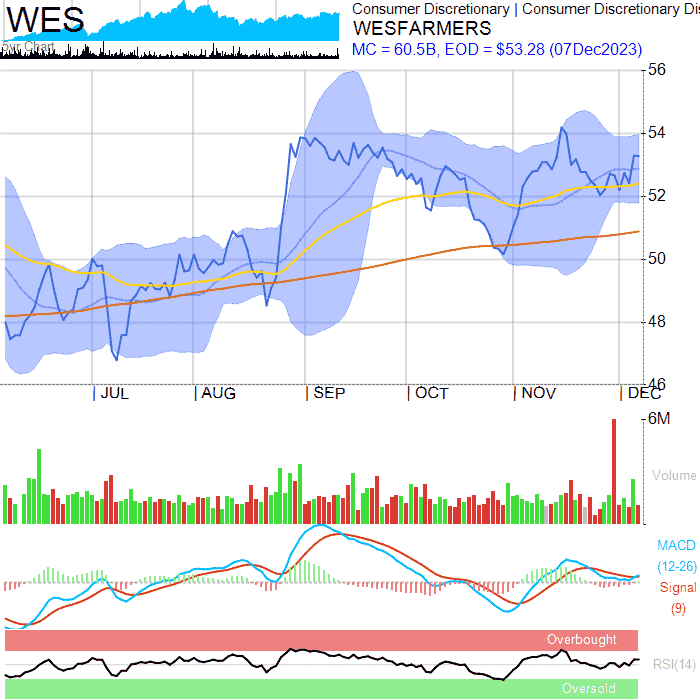 WES
Consumer Discretionary | Consumer Discretionary Dis
WESFARMERS
5yr Chart
MC = 60.5B, EOD = $53.28 (07Dec2023)
56
54
52
50
48
46
JUL AUG SEP OCT NOV DEC
6M
Volume
MACD
(12-26)
Signal
(9)
Overbought
RSI(14)
Oversold